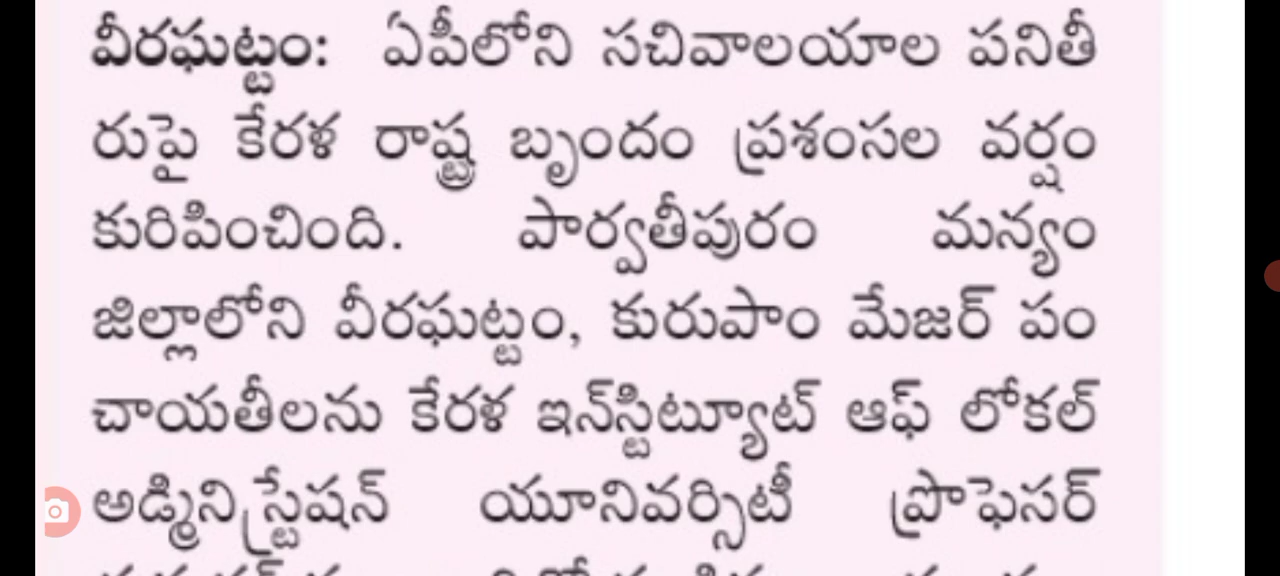 వీరఘట్టం: ఏపీలోని సచివాలయాల పనితీ
రుపై కేరళ రాష్ట్ర బృందం ప్రశంసల వర్షం
కురిపించింది. పార్వతీపురం మన్యం
జిల్లాలోని వీరఘట్టం, కురుపాం మేజర్ పం
చాయతీలను కేరళ ఇన్‌స్టిట్యూట్ ఆఫ్ లోకల్
అడ్మినిస్ట్రేషన్ యూనివర్సిటీ ప్రొఫెసర్